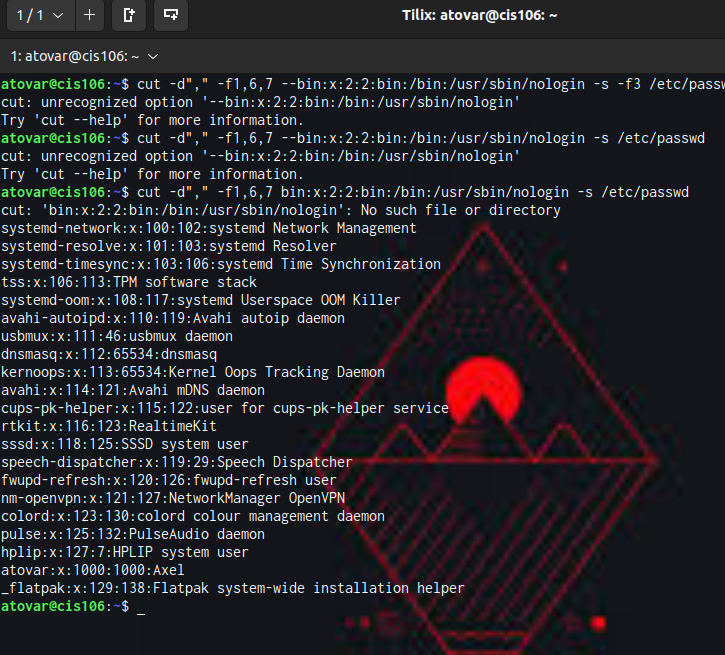 1 / 1
Tilix: atovar@cis106: ~
1: atovar@cis106: ~
atovar@cis106:~$ cut -d"," -f1,6,7 --bin:x:2:2:bin:/bin:/usr/sbin/nologin -s -f3 /etc/passw
cut: unrecognized option '--bin:x:2:2:bin:/bin:/usr/sbin/nologin'
Try 'cut --help' for more information.
atovar@cis106:~$ cut -d"," -f1,6,7 --bin:x:2:2:bin:/bin:/usr/sbin/nologin -s /etc/passwd
cut: unrecognized option '--bin:x:2:2:bin:/bin:/usr/sbin/nologin'
Try 'cut --help' for more information.
atovar@cis106:~$ cut -d"," -f1,6,7 bin:x:2:2:bin:/bin:/usr/sbin/nologin -s /etc/passwd
cut: 'bin:x:2:2:bin:/bin:/usr/sbin/nologin': No such file or directory
systemd-network:x:100:102:systemd Network Management
systemd-resolve:x:101:103:systemd Resolver
systemd-timesync:x:103:106:systemd Time Synchronization
tss:x:106:113:TPM software stack
systemd-oom:x:108:117:systemd Userspace OOM Killer
avahi-autoipd:x:110:119:Avahi autoip daemon
usbmux:x:111:46:usbmux daemon
dnsmasq:x:112:65534:dnsmasq
kernoops:x:113:65534:Kernel Oops Tracking Daemon
avahi:x:114:121:Avahi mDNS daemon
cups-pk-helper:x:115:122:user for cups-pk-helper service
rtkit:x:116:123:RealtimeKit
sssd:x:118:125:SSSD system user
speech-dispatcher:x:119:29:Speech Dispatcher
fwupd-refresh:x:120:126:fwupd-refresh user
nm-openvpn:x:121:127:NetworkManager OpenVPN
colord:x:123:130:colord colour management daemon
pulse:x:125:132:PulseAudio daemon
hplip:x:127:7:HPLIP system user
atovar:x:1000:1000:Axel
_flatpak:x:129:138:Flatpak system-wide installation helper
atovar@cis106:~$ _